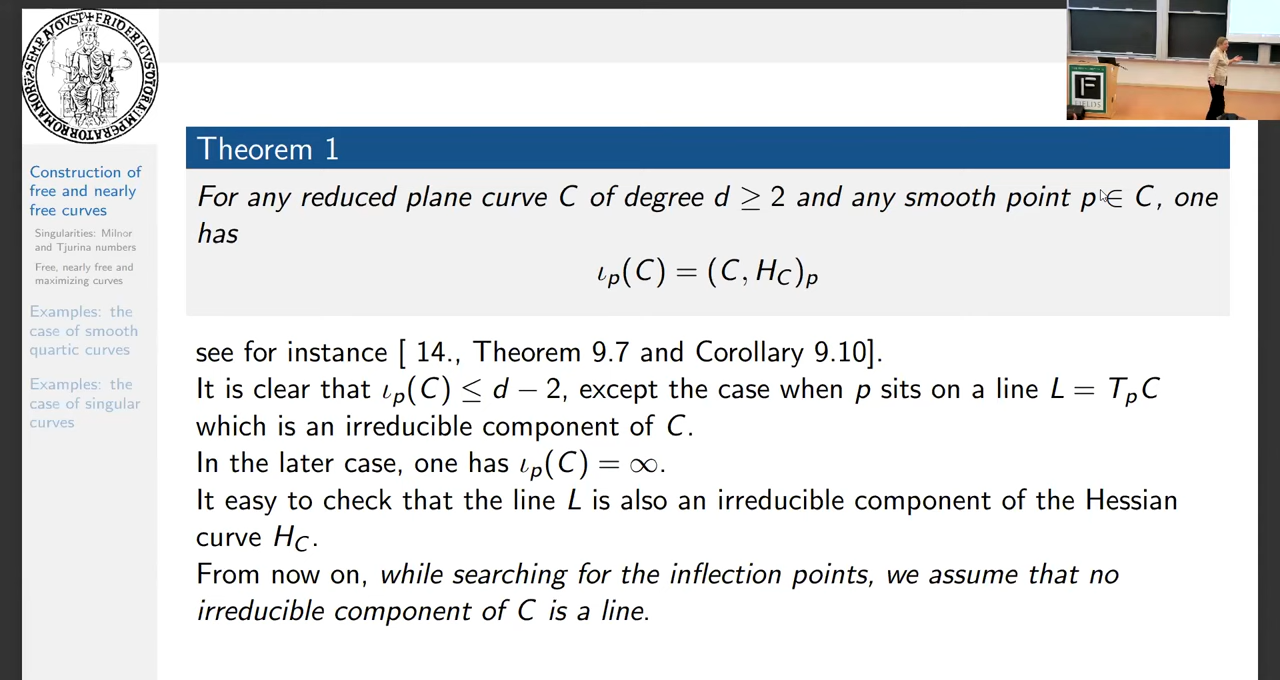 Construction of
free and nearly
free curves
Singularities: Milnor
and Tjurina numbers
Free, nearly free and
maximizing curves
Examples: the
case of smooth
quartic curves
Examples: the
case of singular
curves
Theorem 1
For any reduced plane curve C of degree d ≥ 2 and any smooth point p ∈ C, one
has
ι_p(C) = (C, H_C)_p
see for instance [ 14., Theorem 9.7 and Corollary 9.10].
It is clear that ι_p(C) ≤ d − 2, except the case when p sits on a line L = T_pC
which is an irreducible component of C.
In the later case, one has ι_p(C) = ∞.
It easy to check that the line L is also an irreducible component of the Hessian
curve H_C.
From now on, while searching for the inflection points, we assume that no
irreducible component of C is a line.
F
FIELDS